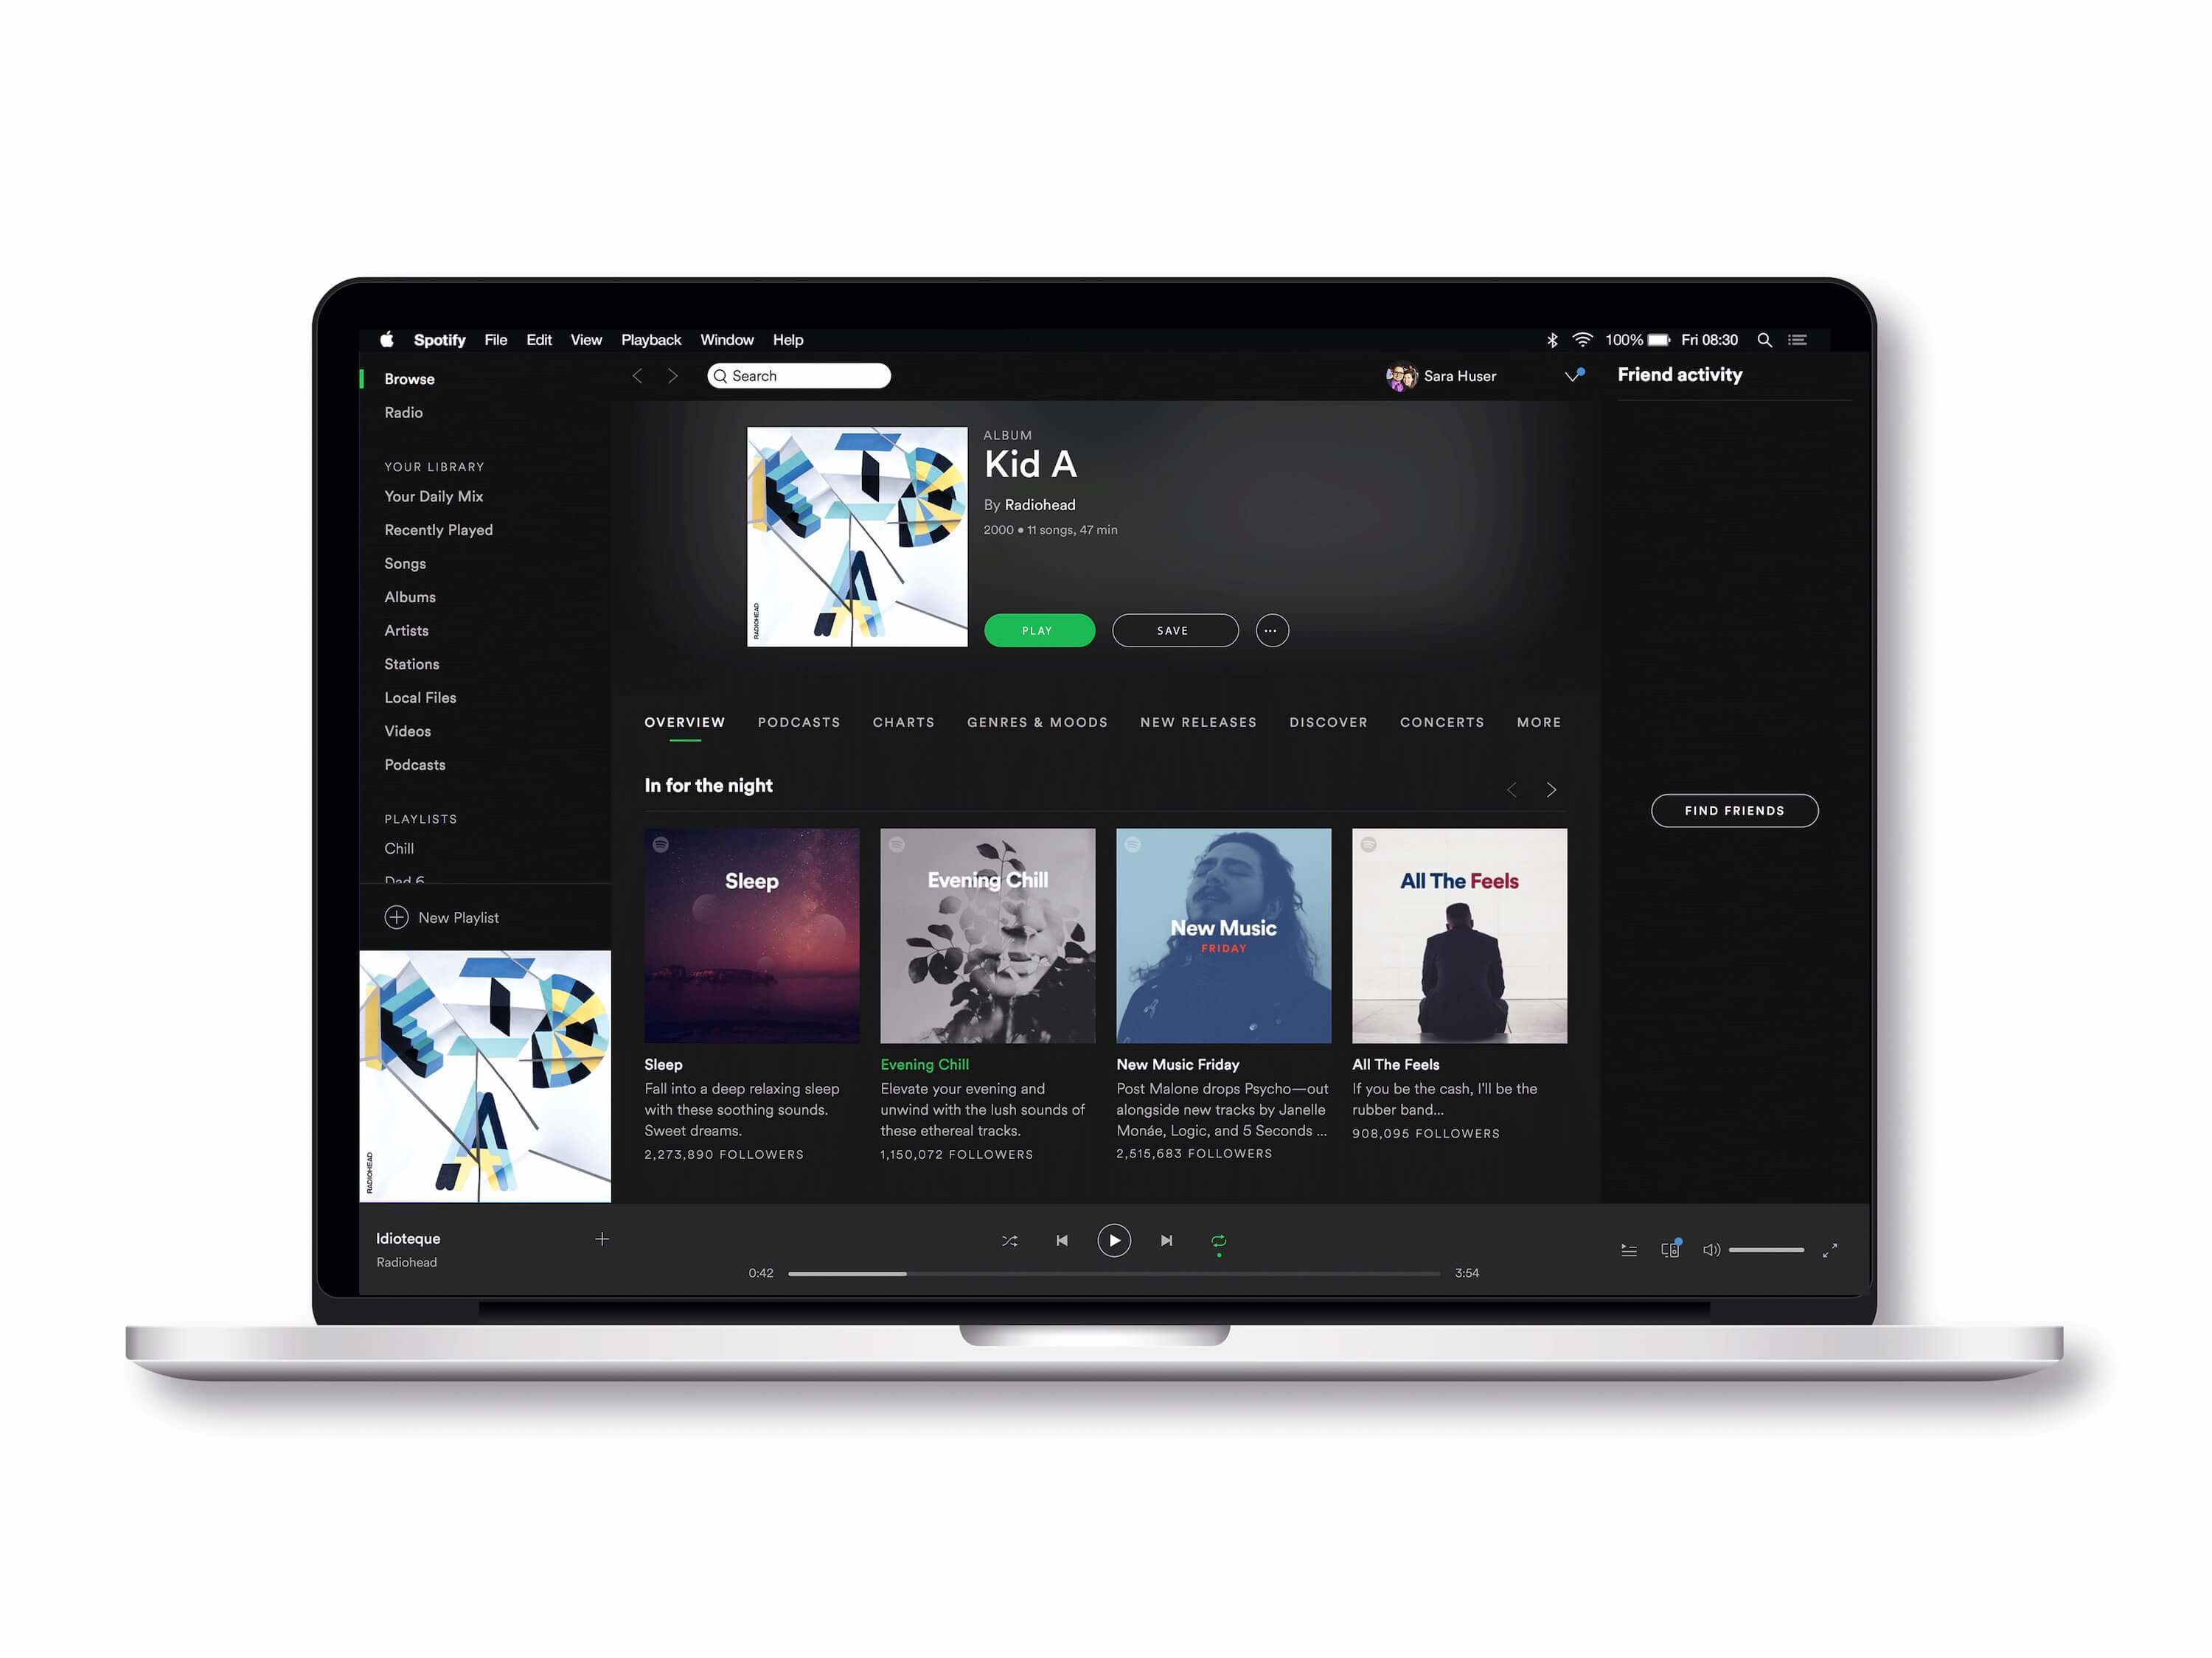 Spotify File Edit View Playback Window Help
100% Fri 08:30
Browse
Radio
YOUR LIBRARY
Your Daily Mix
Recently Played
Songs
Albums
Artists
Stations
Local Files
Videos
Podcasts
PLAYLISTS
Chill
Dad 6
New Playlist
RADIOHEAD
Idioteque
Radiohead
Search
Sara Huser
RADIOHEAD
ALBUM
Kid A
By Radiohead
2000 • 11 songs, 47 min
PLAY SAVE
OVERVIEW PODCASTS CHARTS GENRES & MOODS NEW RELEASES DISCOVER CONCERTS MORE
In for the night
Sleep
Sleep
Fall into a deep relaxing sleep
with these soothing sounds.
Sweet dreams.
2,273,890 FOLLOWERS
Evening Chill
Evening Chill
Elevate your evening and
unwind with the lush sounds of
these ethereal tracks.
1,150,072 FOLLOWERS
New Music
FRIDAY
New Music Friday
Post Malone drops Psycho—out
alongside new tracks by Janelle
Monáe, Logic, and 5 Seconds ...
2,515,683 FOLLOWERS
All The Feels
All The Feels
If you be the cash, I'll be the
rubber band...
908,095 FOLLOWERS
Friend activity
FIND FRIENDS
0:42
3:54